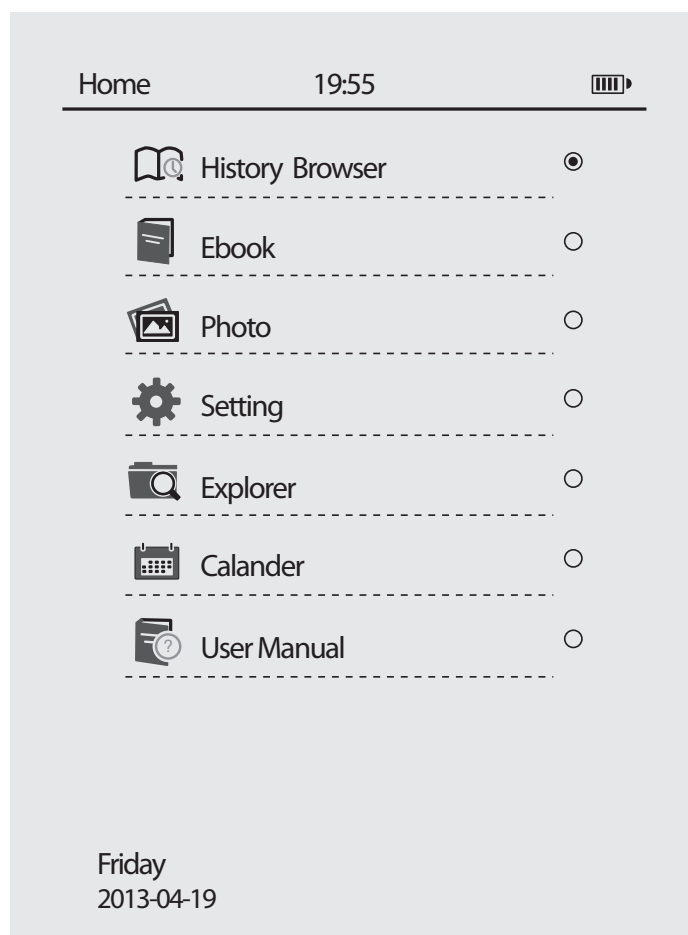 Home 19:55
History Browser
Ebook
Photo
Setting
Explorer
Calander
User Manual
?
Friday
2013-04-19